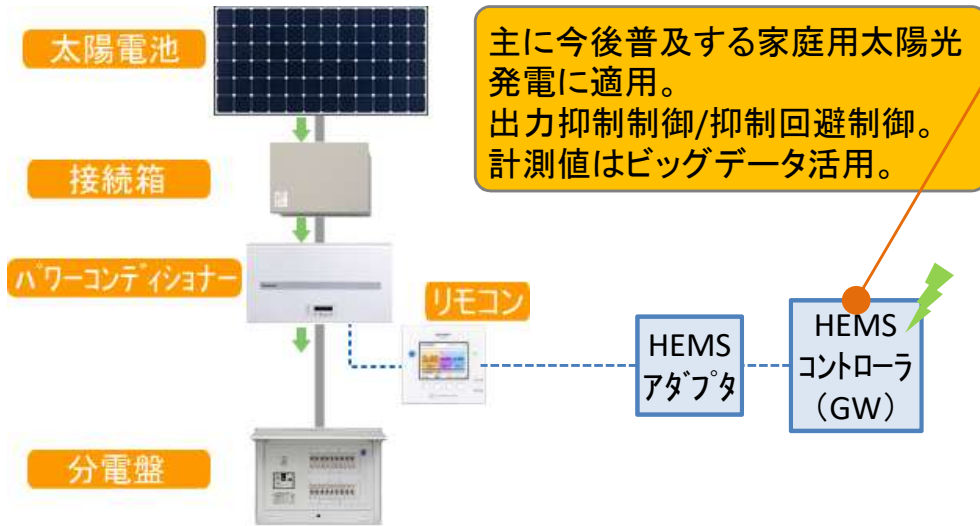 太陽電池
主に今後普及する家庭用太陽光
発電に適用。
出力抑制制御/抑制回避制御。
計測値はビッグデータ活用。
接続箱
パワーコンディショナー
リモコン
HEMS
アダプタ
HEMS
コントローラ
(GW)
分電盤